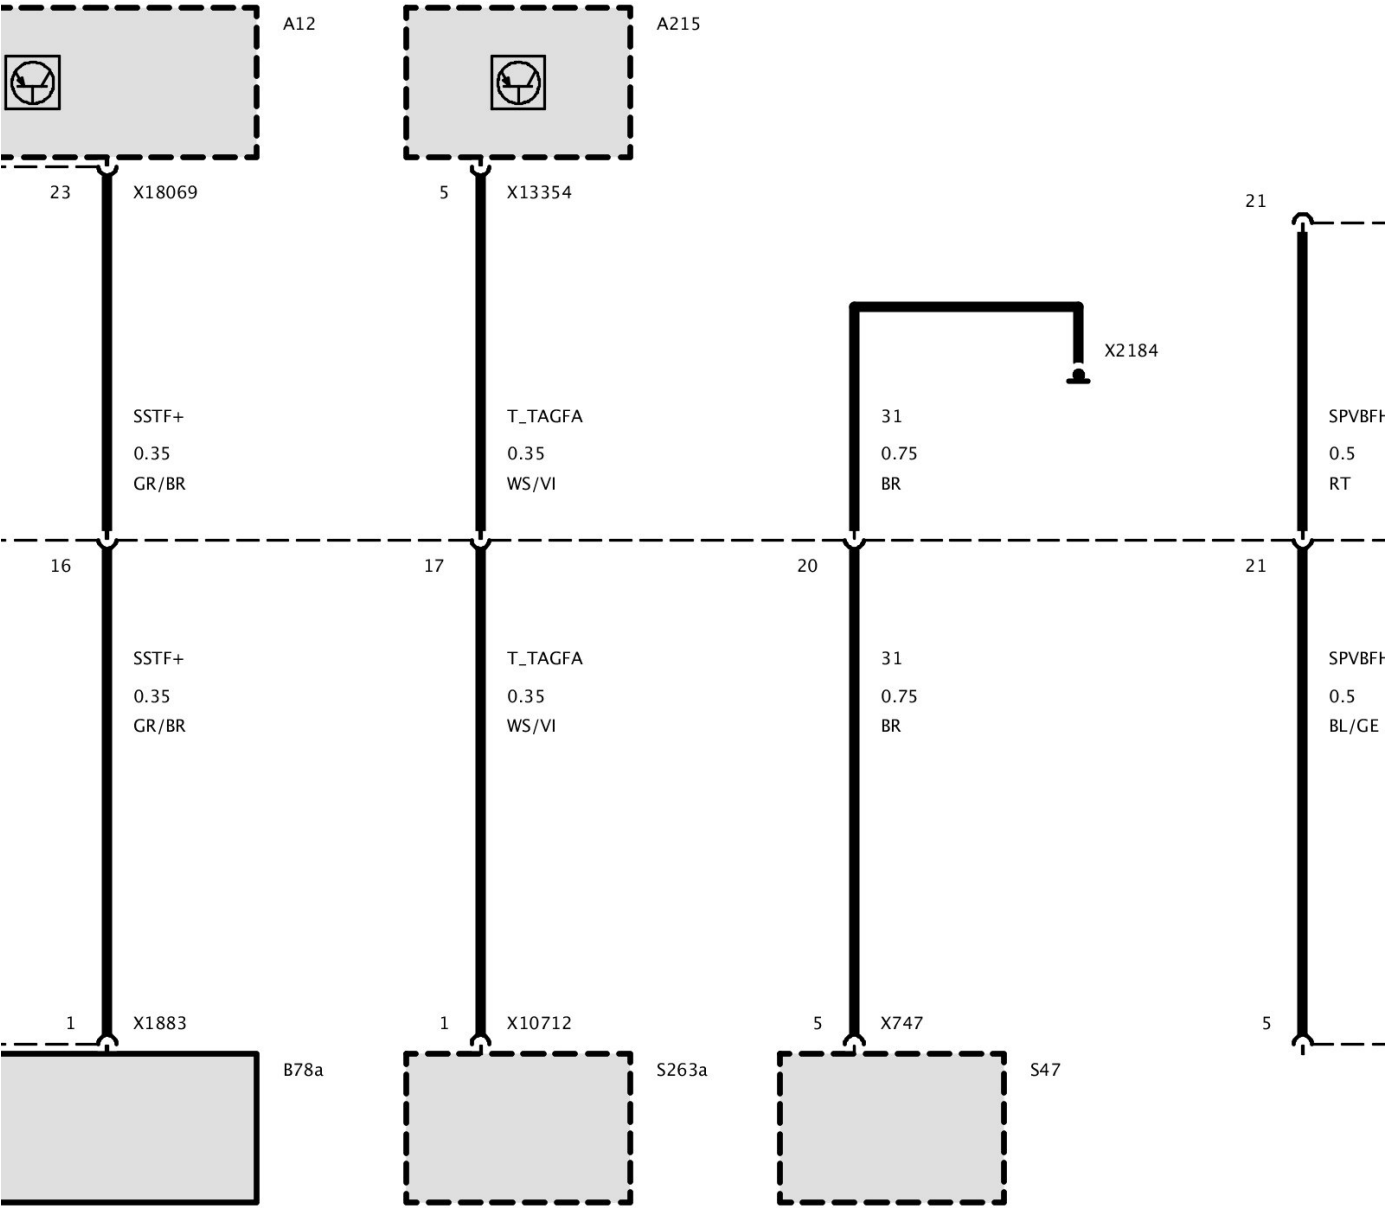 A12
A215
23
X18069
5
X13354
21
X2184
SSTF+
T_TAGFA
31
SPVBFH
0.35
0.35
0.75
0.5
GR/BR
WS/VI
BR
RT
16
17
20
21
SSTF+
T_TAGFA
31
SPVBFH
0.35
0.35
0.75
0.5
GR/BR
WS/VI
BR
BL/GE
1
X1883
1
X10712
5
X747
5
B78a
S263a
S47